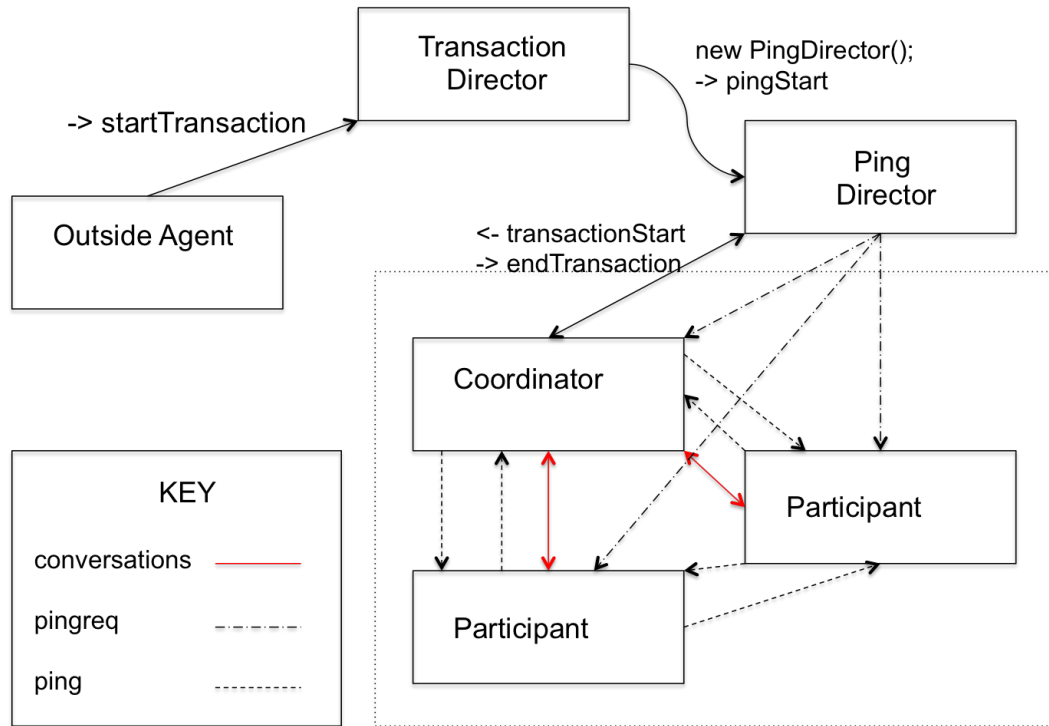 Transaction
Director
new PingDirector();
-> pingStart
-> startTransaction
Ping
Director
Outside Agent
<- transactionStart
-> endTransaction
Coordinator
KEY
conversations
pingreq
ping
Participant
Participant